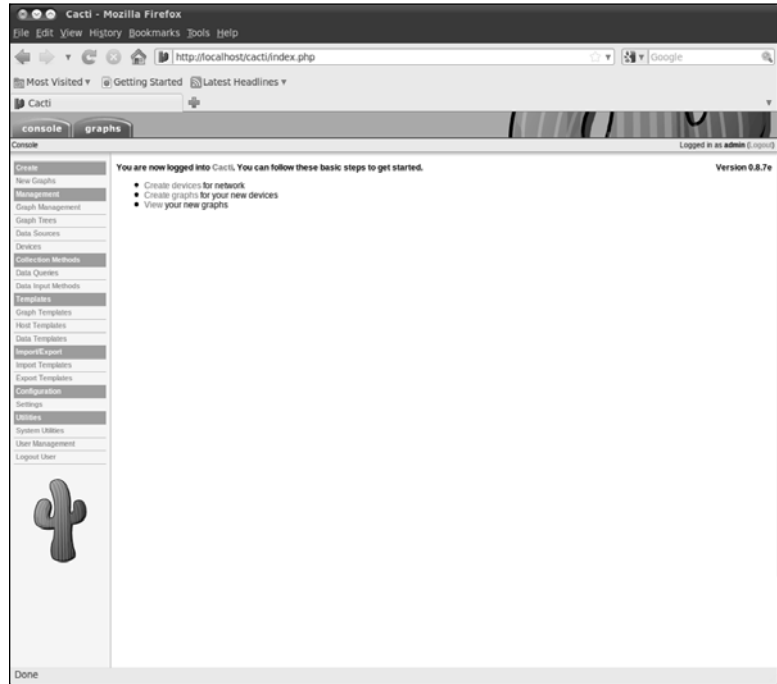 Cacti - Mozilla Firefox
File Edit View History Bookmarks Tools Help
http://localhost/cacti/index.php
Google
Most Visited Getting Started Latest Headlines
Cacti
console graphs
Console Logged in as admin (Logout)
Create
New Graphs
Management
Graph Management
Graph Trees
Data Sources
Devices
Collection Methods
Data Queries
Data Input Methods
Templates
Graph Templates
Host Templates
Data Templates
Import/Export
Import Templates
Export Templates
Configuration
Settings
Utilities
System Utilities
User Management
Logout User
You are now logged into Cacti. You can follow these basic steps to get started. Version 0.8.7e
Create devices for network
Create graphs for your new devices
View your new graphs
Done